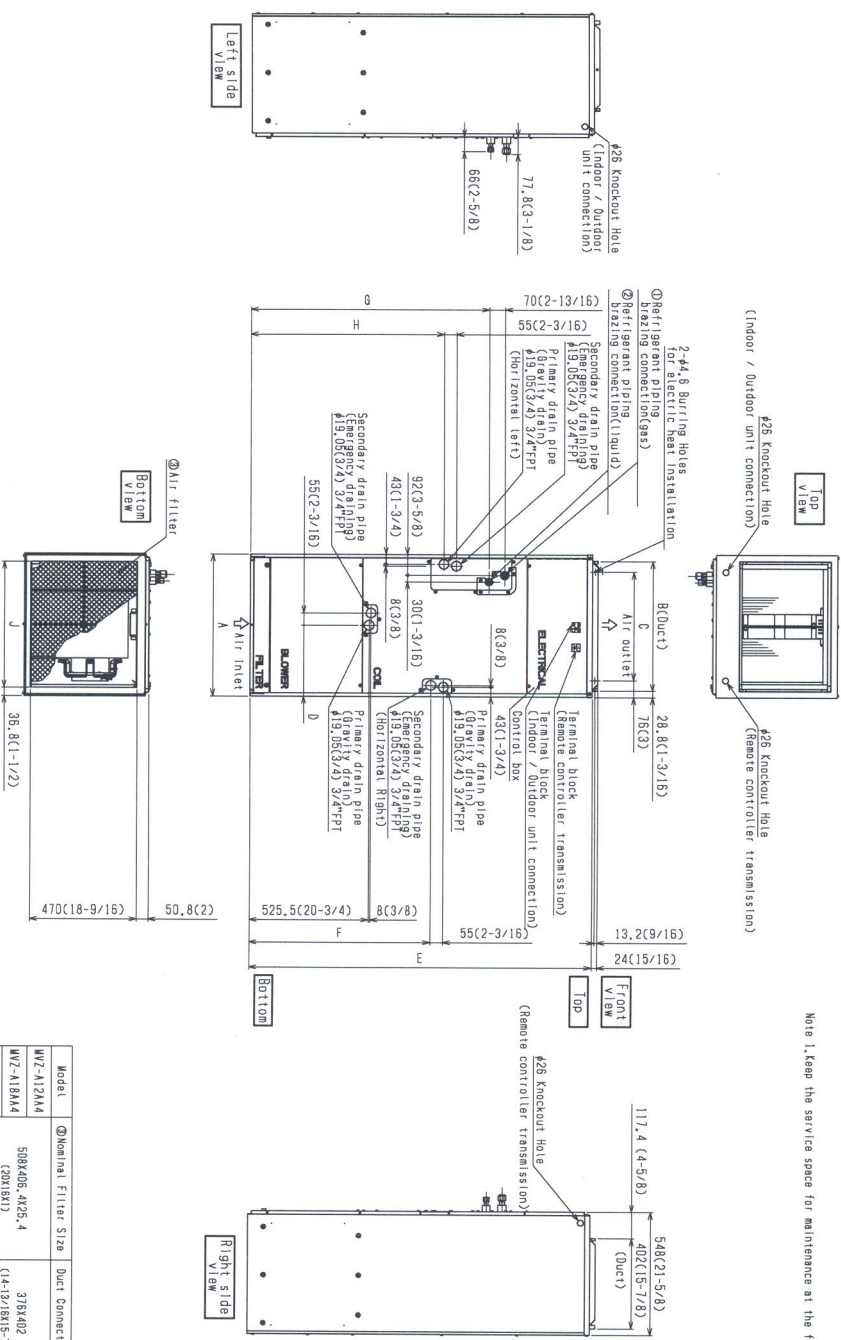 Left side
view
φ26 Knockout Hole
(Indoor / Outdoor
unit connection)
77.8(3-1/8)
66(2-5/8)
Top
view
φ26 Knockout Hole
(Indoor / Outdoor unit connection)
φ26 Knockout Hole
(Remote controller transmission)
2-φ4.6 Burring Holes
for electric heat installation
①Refrigerant piping
brazing connection(gas)
②Refrigerant piping
brazing connection(liquid)
Secondary drain pipe
(Emergency draining)
φ19.05(3/4) 3/4"FPT
Primary drain pipe
(Gravity drain)
φ19.05(3/4) 3/4"FPT
(Horizontal left)
70(2-13/16)
55(2-3/16)
G
H
B(Duct)
C
Air outlet
28.8(1-3/16)
76(3)
Terminal block
(Remote controller transmission)
Terminal block
(Indoor / Outdoor unit connection)
Control box
43(1-3/4)
8(3/8)
ELECTRICAL
COIL
BLOWER
FILTER
92(3-5/8)
43(1-3/4)
30(1-3/16)
8(3/8)
Secondary drain pipe
(Emergency draining)
φ19.05(3/4) 3/4"FPT
55(2-3/16)
Primary drain pipe
(Gravity drain)
φ19.05(3/4) 3/4"FPT
Secondary drain pipe
(Emergency draining)
φ19.05(3/4) 3/4"FPT
(Horizontal Right)
Primary drain pipe
(Gravity drain)
φ19.05(3/4) 3/4"FPT
D
A
Air inlet
13.2(9/16)
24(15/16)
55(2-3/16)
E
F
525.5(20-3/4)
8(3/8)
Front
view
Top
Bottom
③Air filter
Bottom
view
J
36.8(1-1/2)
470(18-9/16)
50.8(2)
φ26 Knockout Hole
(Remote controller transmission)
117.4 (4-5/8)
548(21-5/8)
402(15-7/8)
(Duct)
Right side
view
Note 1.Keep the service space for maintenance at the f
Model
③Nominal Filter Size
Duct Connect
MVZ-A12AA4
MVZ-A18AA4
508X406.4X25.4
(20X16X1)
376X402
(14-13/16X15-